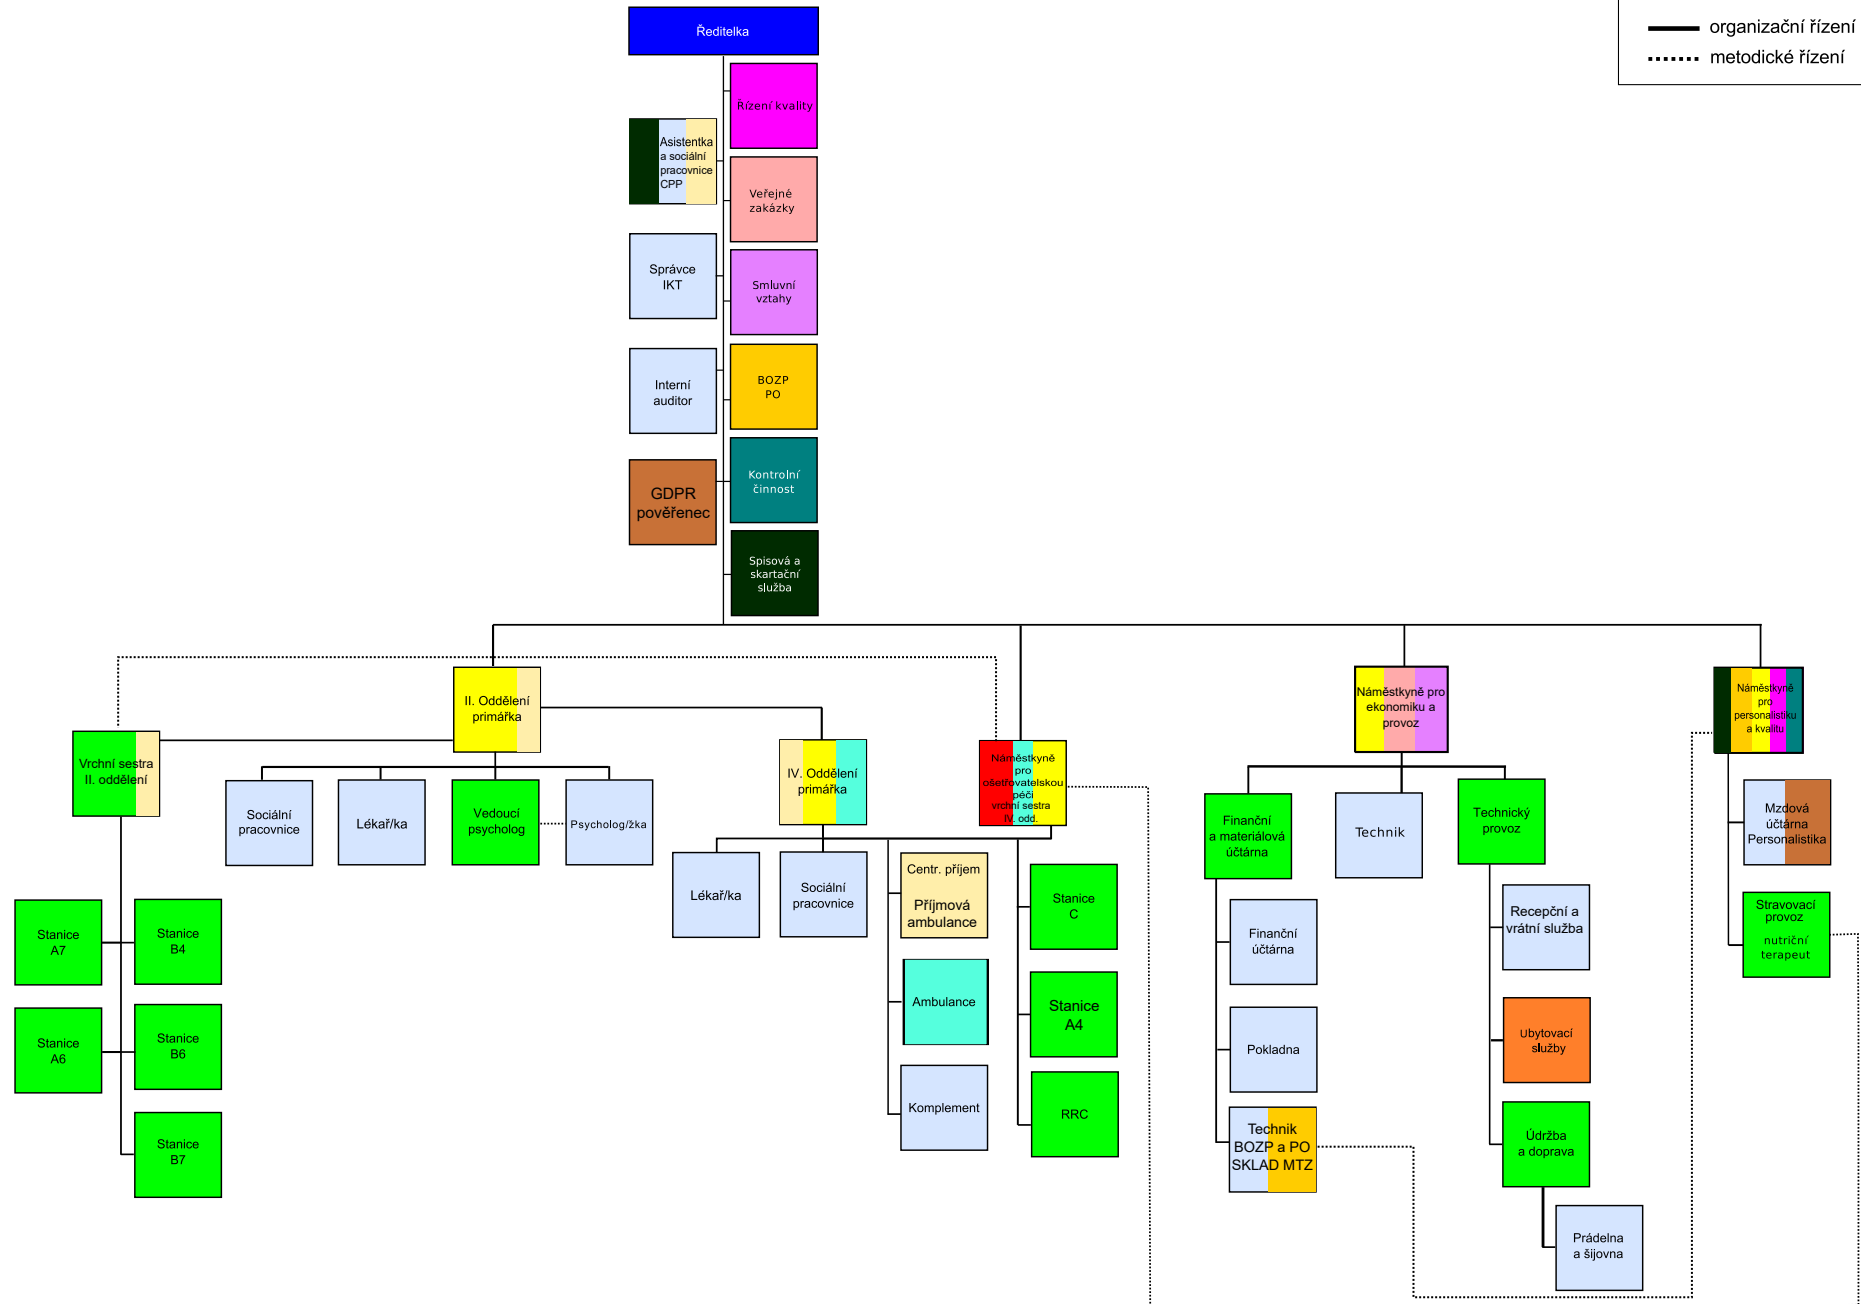 organizační řízení
metodické řízení
Ředitelka
Řízení kvality
Asistentka
a sociální
pracovnice
CPP
Veřejné
zakázky
Správce
IKT
Smluvní
vztahy
Interní
auditor
BOZP
PO
GDPR
pověřenec
Kontrolní
činnost
Spisová a
skartační
služba
II. Oddělení
primářka
Náměstkyně pro
ekonomiku a
provoz
Náměstkyně
pro
personalistiku
a kvalitu
Vrchní sestra
II. oddělení
IV. Oddělení
primářka
Náměstkyně
pro
ošetřovatelskou
péči
vrchní sestra
IV. odd.
Sociální
pracovnice
Lékař/ka
Vedoucí
psycholog
Psycholog/žka
Finanční
a materiálová
účtárna
Technik
Technický
provoz
Mzdová
účtárna
Personalistika
Lékař/ka
Sociální
pracovnice
Centr. příjem
Příjmová
ambulance
Stanice
C
Stanice
A7
Stanice
B4
Finanční
účtárna
Recepční a
vrátní služba
Stravovací
provoz
nutriční
terapeut
Ambulance
Stanice
A4
Stanice
A6
Stanice
B6
Pokladna
Ubytovací
služby
Komplement
RRC
Stanice
B7
Technik
BOZP a PO
SKLAD MTZ
Údržba
a doprava
Prádelna
a šijovna